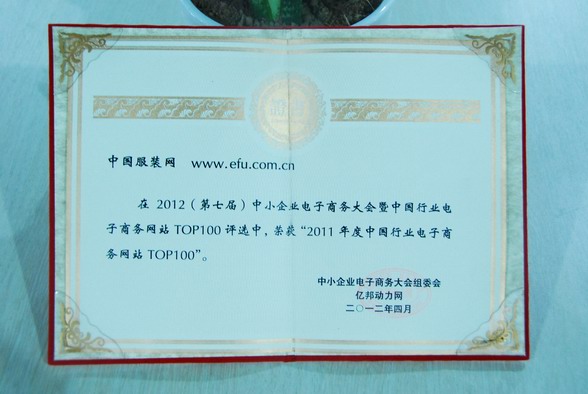 中国服装网 www.efu.com.cn
在 2012（第七届）中小企业电子商务大会暨中国行业电
子商务网站 TOP100 评选中，荣获“2011 年度中国行业电子商
务网站 TOP100”。
中小企业电子商务大会组委会
亿邦动力网
二〇一二年四月